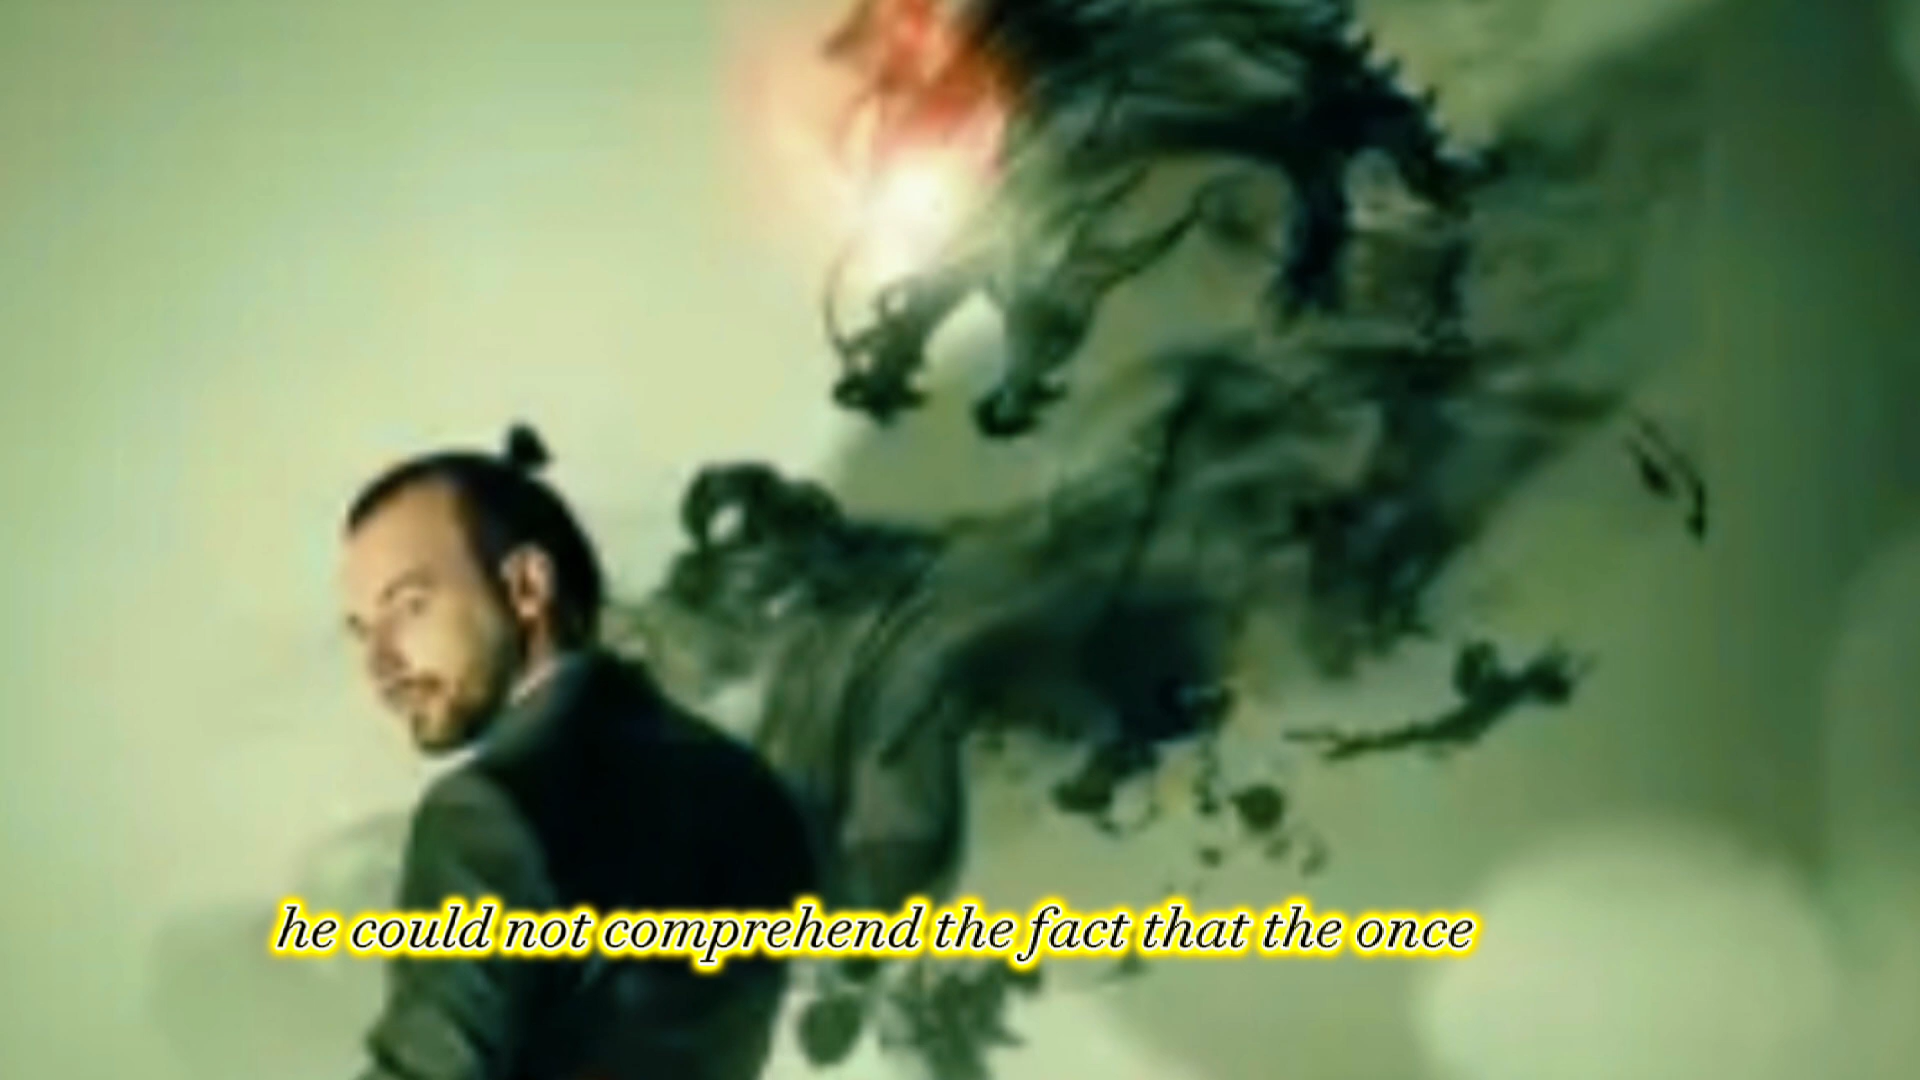 he could not comprehend the fact that the once